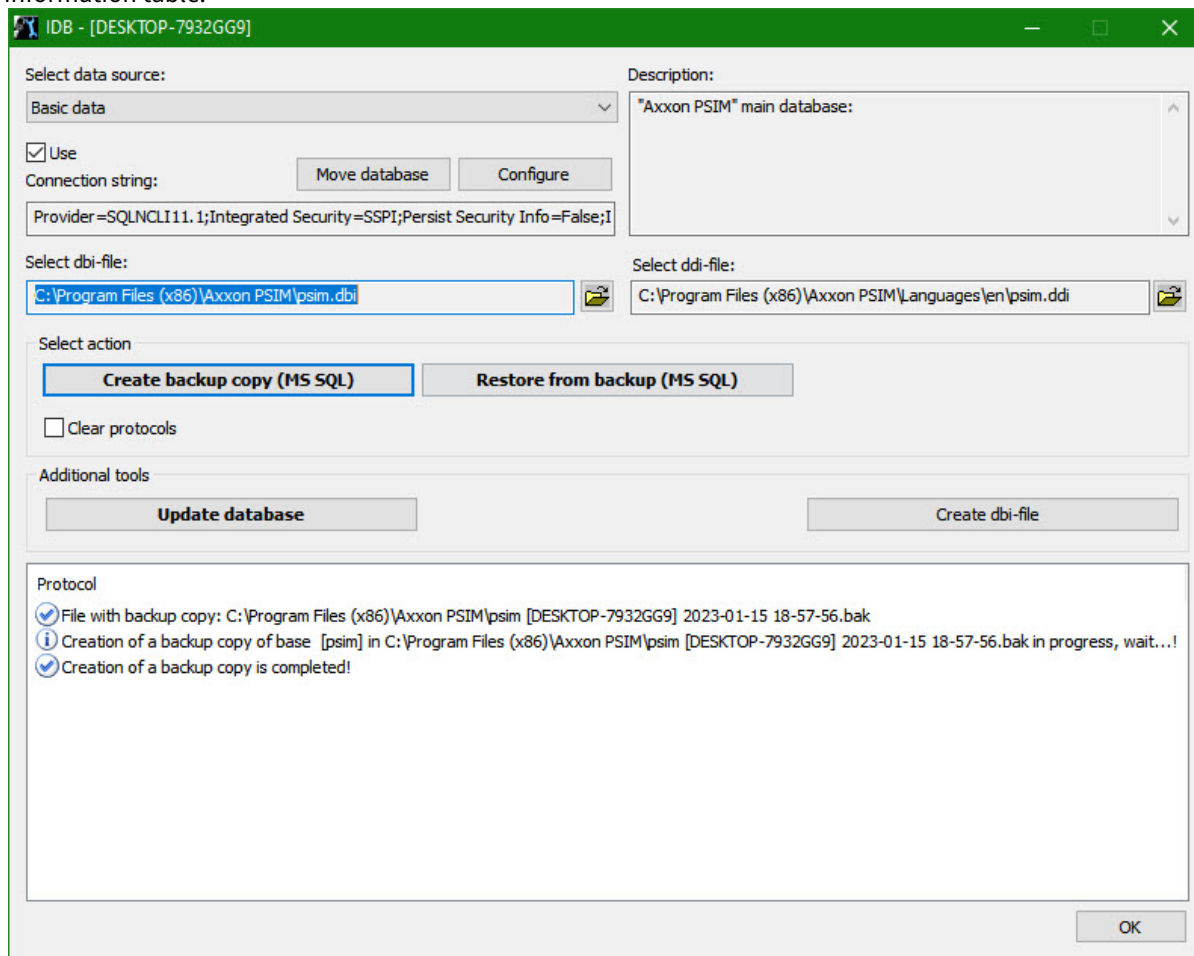 information table.
IDB - [DESKTOP-7932GG9]
Select data source:
Description:
Basic data
"Axxon PSIM" main database:
Use
Connection string:
Move database
Configure
Provider=SQLNCLI11.1;Integrated Security=SSPI;Persist Security Info=False;I
Select dbi-file:
Select ddi-file:
C:\Program Files (x86)\Axxon PSIM\psim.dbi
C:\Program Files (x86)\Axxon PSIM\Languages\en\psim.ddi
Select action
Create backup copy (MS SQL)
Restore from backup (MS SQL)
Clear protocols
Additional tools
Update database
Create dbi-file
Protocol
File with backup copy: C:\Program Files (x86)\Axxon PSIM\psim [DESKTOP-7932GG9] 2023-01-15 18-57-56.bak
Creation of a backup copy of base [psim] in C:\Program Files (x86)\Axxon PSIM\psim [DESKTOP-7932GG9] 2023-01-15 18-57-56.bak in progress, wait...!
Creation of a backup copy is completed!
OK